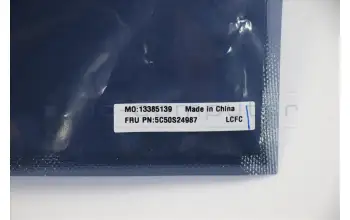 MO:13385139 Made in China
FRU PN:5C50S24987 LCFC